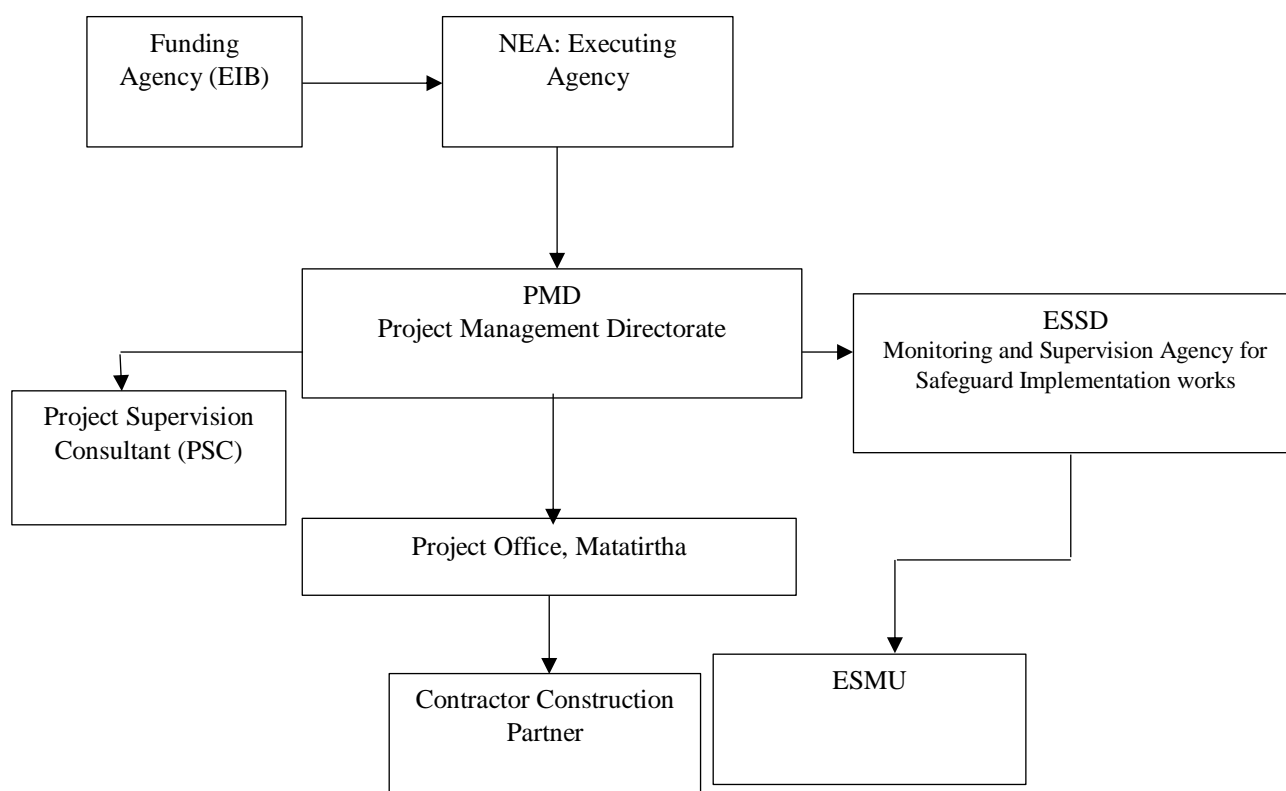 Funding
Agency (EIB)
NEA: Executing
Agency
PMD
Project Management Directorate
ESSD
Monitoring and Supervision Agency for
Safeguard Implementation works
Project Supervision
Consultant (PSC)
Project Office, Matatirtha
Contractor Construction
Partner
ESMU